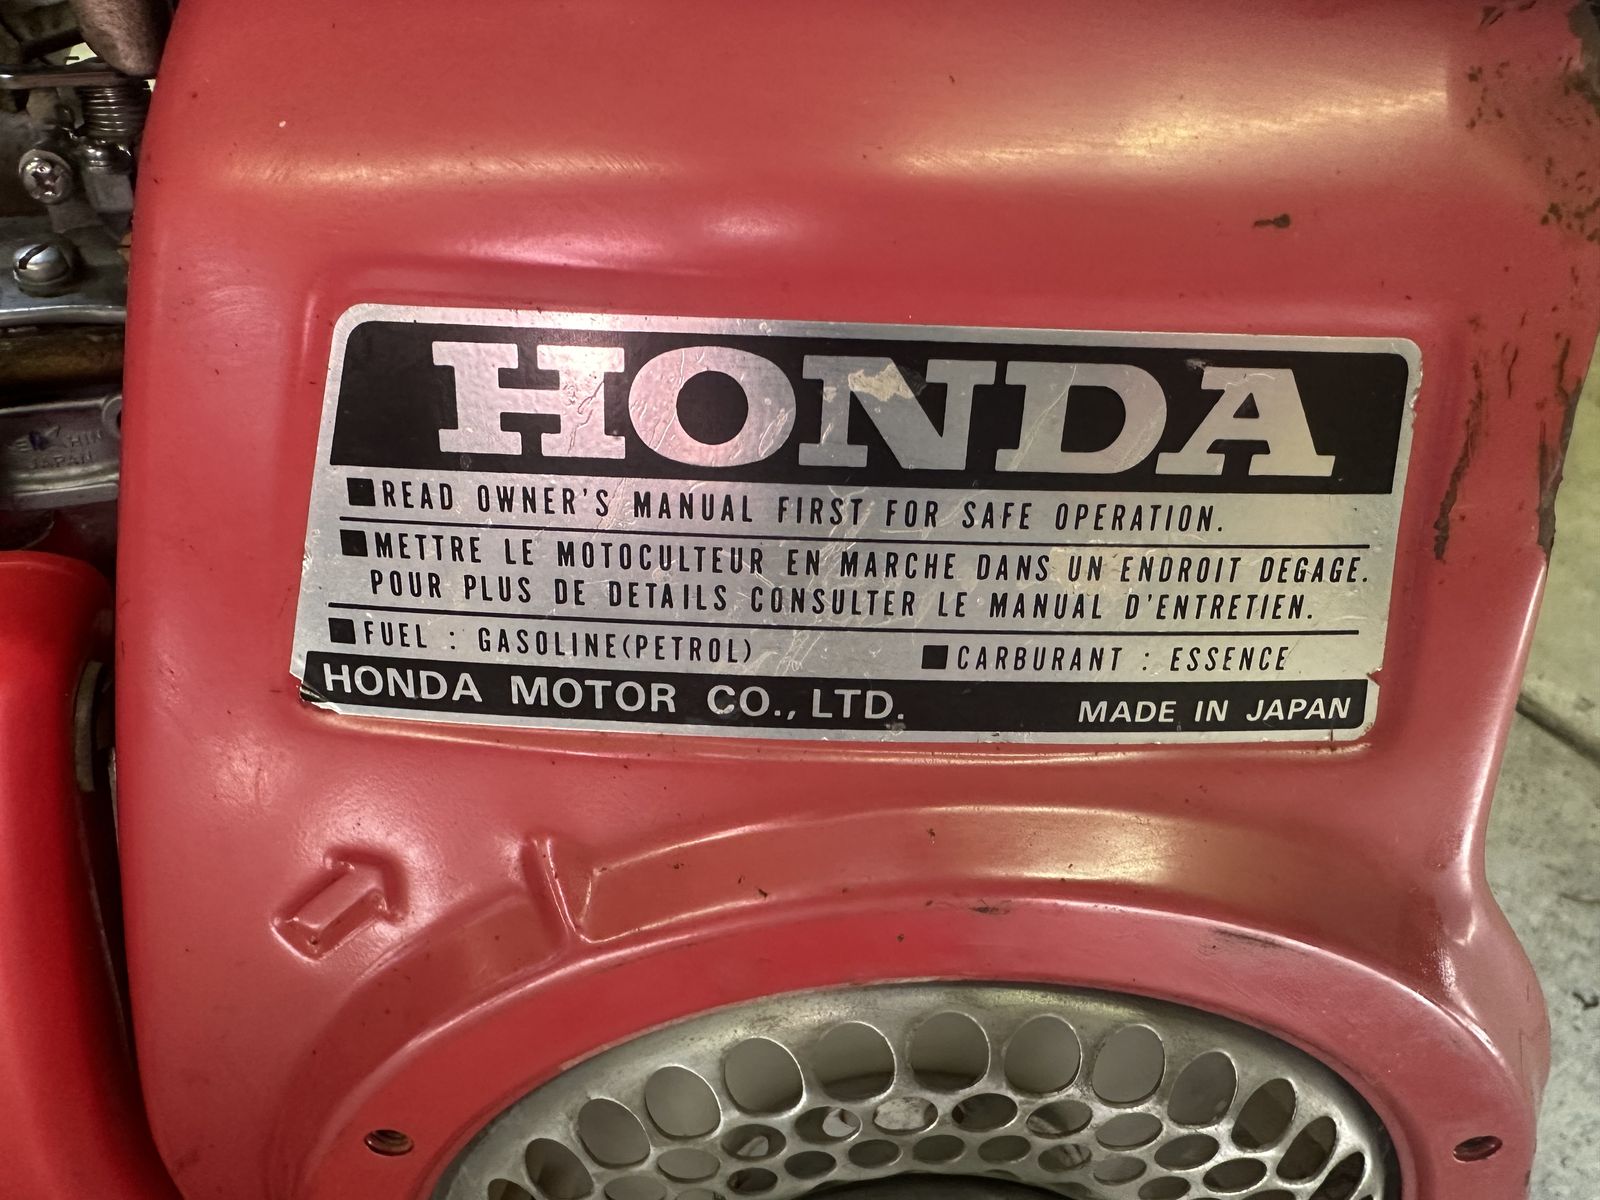 HONDA
■READ OWNER'S MANUAL FIRST FOR SAFE OPERATION.
■METTRE LE MOTOCULTEUR EN MARCHE DANS UN ENDROIT DEGAGE.
POUR PLUS DE DETAILS CONSULTER LE MANUAL D'ENTRETIEN.
■FUEL : GASOLINE(PETROL) ■CARBURANT : ESSENCE
HONDA MOTOR CO., LTD. MADE IN JAPAN
JAPAN